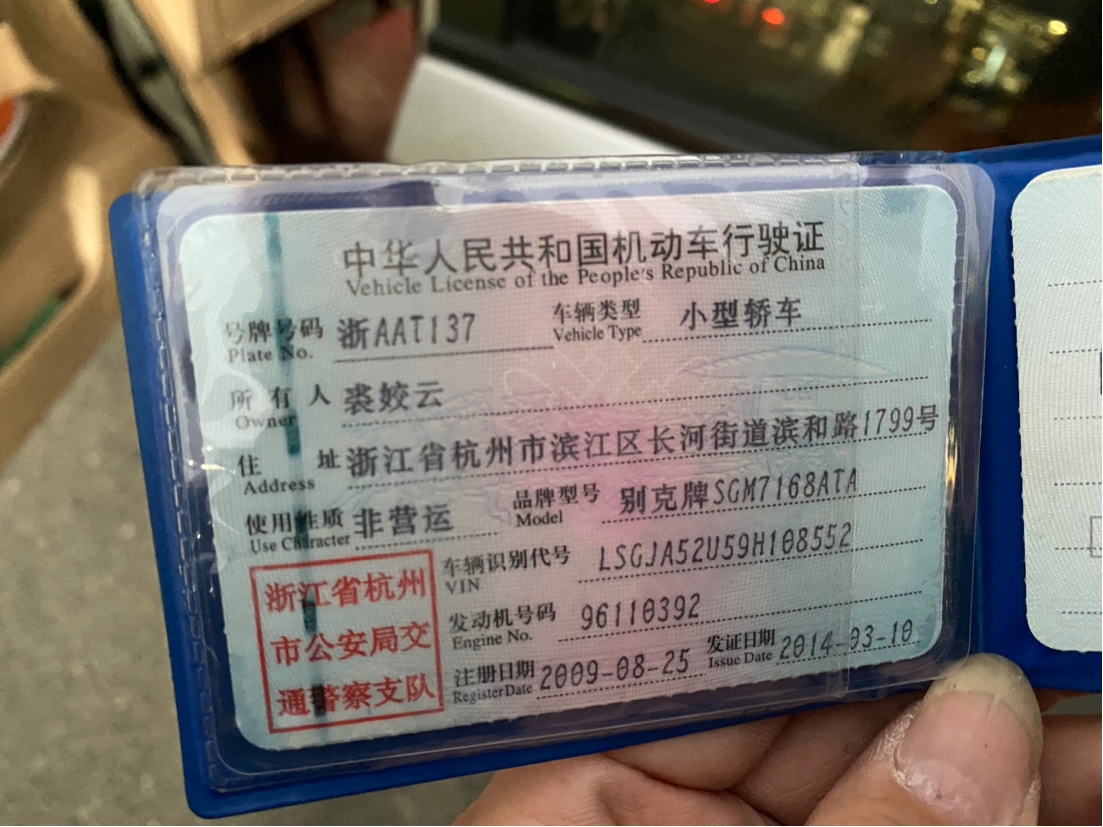 中华人民共和国机动车行驶证
Vehicle License of the People's Republic of China
号牌号码 浙AAT137 车辆类型 小型轿车
Plate No. Vehicle Type
所有人 裘姣云
Owner
住址 浙江省杭州市滨江区长河街道滨和路1799号
Address
使用性质 非营运 品牌型号 别克牌SGM7168ATA
Use Character Model
车辆识别代号 LSGJA52U59H108552
VIN
发动机号码 96110392
Engine No.
注册日期 2009-08-25 发证日期 2014-03-10
Register Date Issue Date
浙江省杭州
市公安局交
通警察支队